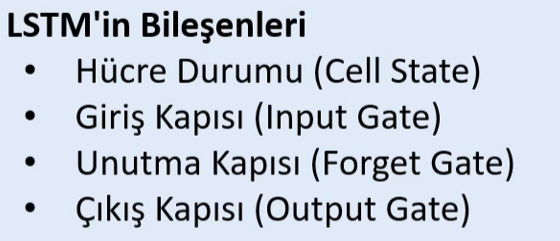 LSTM'in Bileşenleri
• Hücre Durumu (Cell State)
• Giriş Kapısı (Input Gate)
• Unutma Kapısı (Forget Gate)
• Çıkış Kapısı (Output Gate)